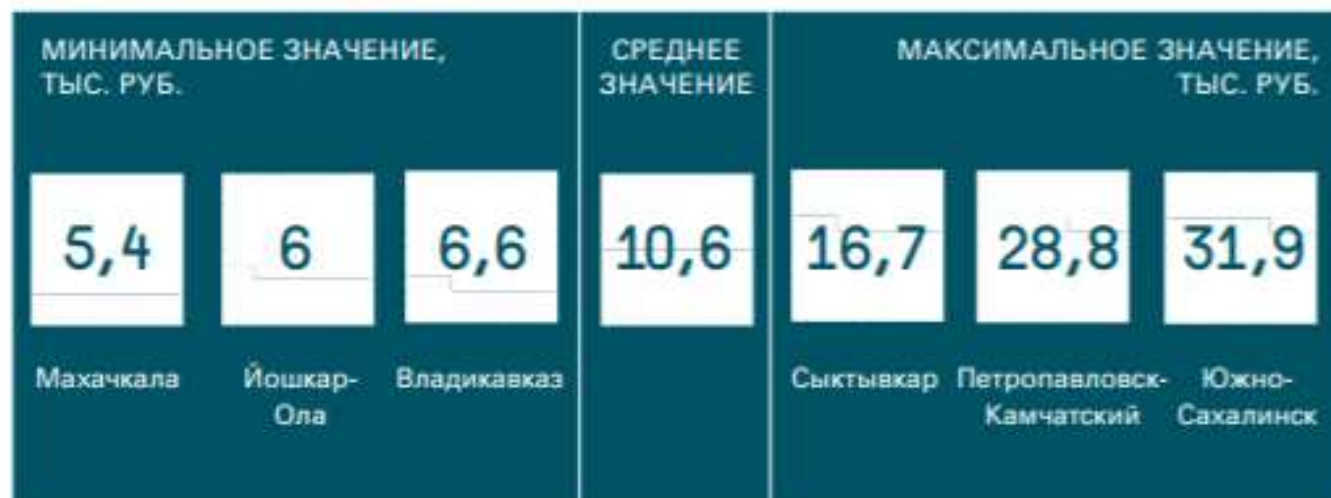 МИНИМАЛЬНОЕ ЗНАЧЕНИЕ,
ТЫС. РУБ.
5,4
6
6,6
Махачкала
Йошкар-
Ола
Владикавказ
СРЕДНЕЕ
ЗНАЧЕНИЕ
10,6
МАКСИМАЛЬНОЕ ЗНАЧЕНИЕ,
ТЫС. РУБ.
16,7
28,8
31,9
Сыктывкар
Петропавловск-
Камчатский
Южно-
Сахалинск